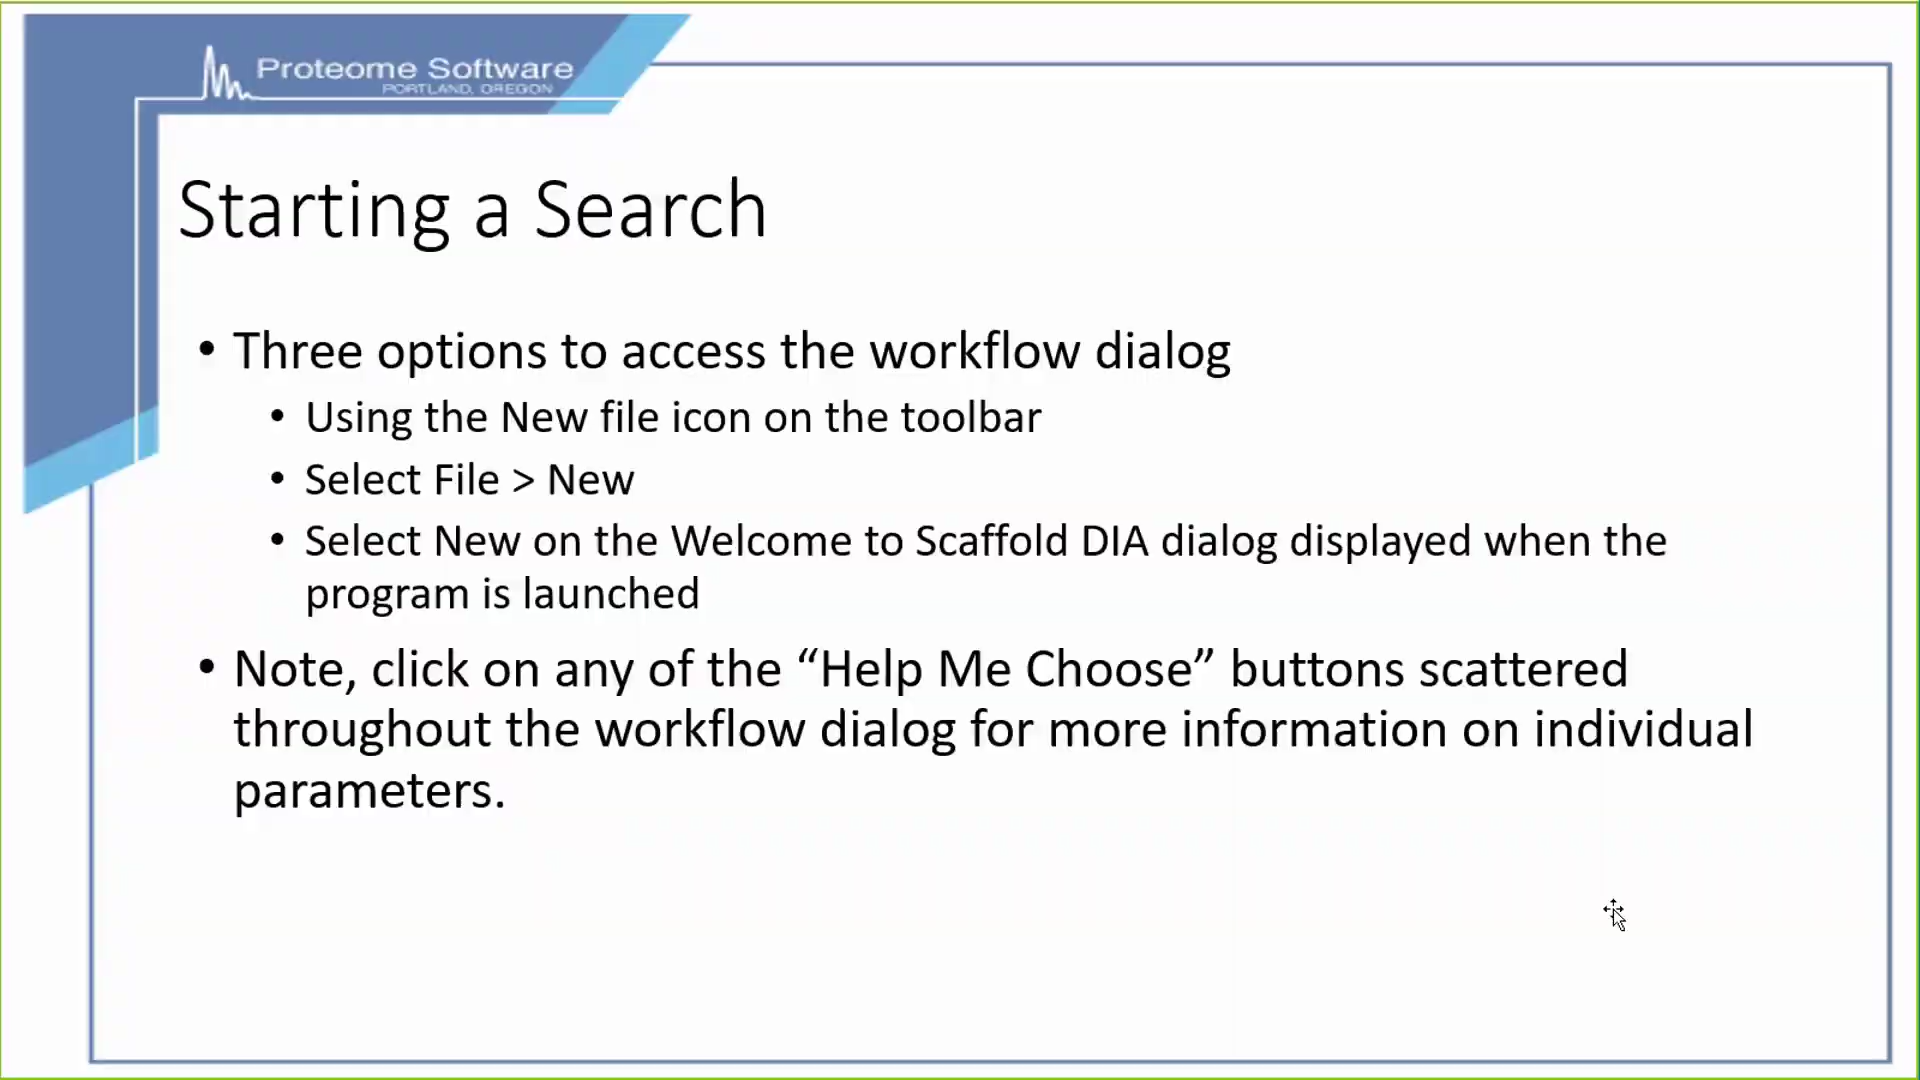 Proteome Software
PORTLAND, OREGON
Starting a Search
• Three options to access the workflow dialog
• Using the New file icon on the toolbar
• Select File > New
• Select New on the Welcome to Scaffold DIA dialog displayed when the
program is launched
• Note, click on any of the “Help Me Choose” buttons scattered
throughout the workflow dialog for more information on individual
parameters.